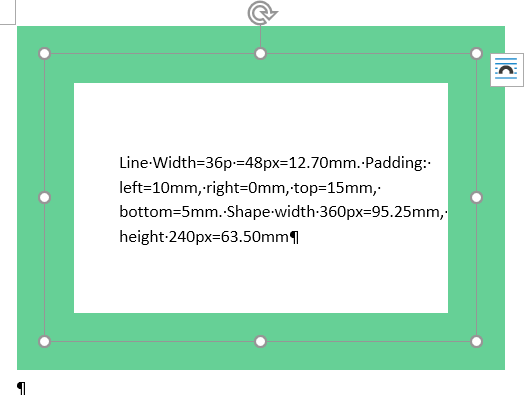 Line·Width=36p·=48px=12.70mm.·Padding:·
left=10mm,·right=0mm,·top=15mm,·
bottom=5mm.·Shape·width·360px=95.25mm,·
height·240px=63.50mm¶
¶